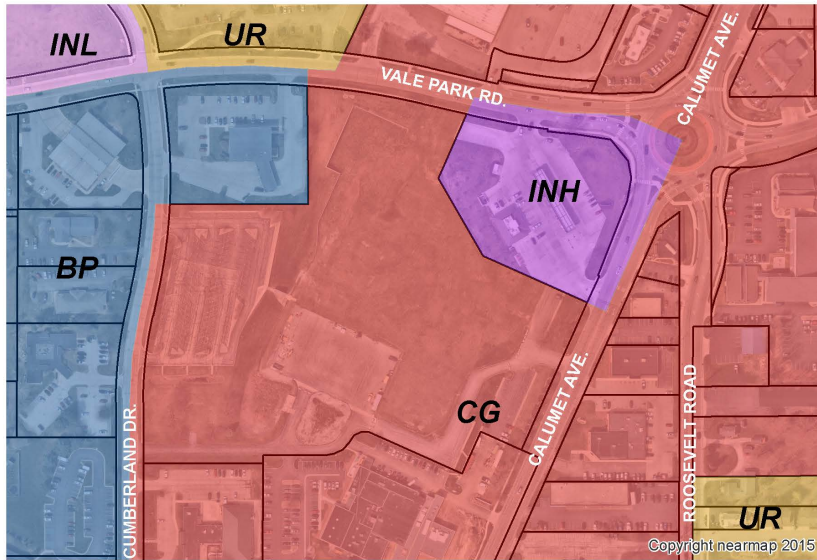 INL
UR
VALE PARK RD.
CALUMET AVE.
INH
BP
CG
CALUMET AVE.
ROOSEVELT ROAD
CUMBERLAND DR.
UR
Copyright nearmap 2015